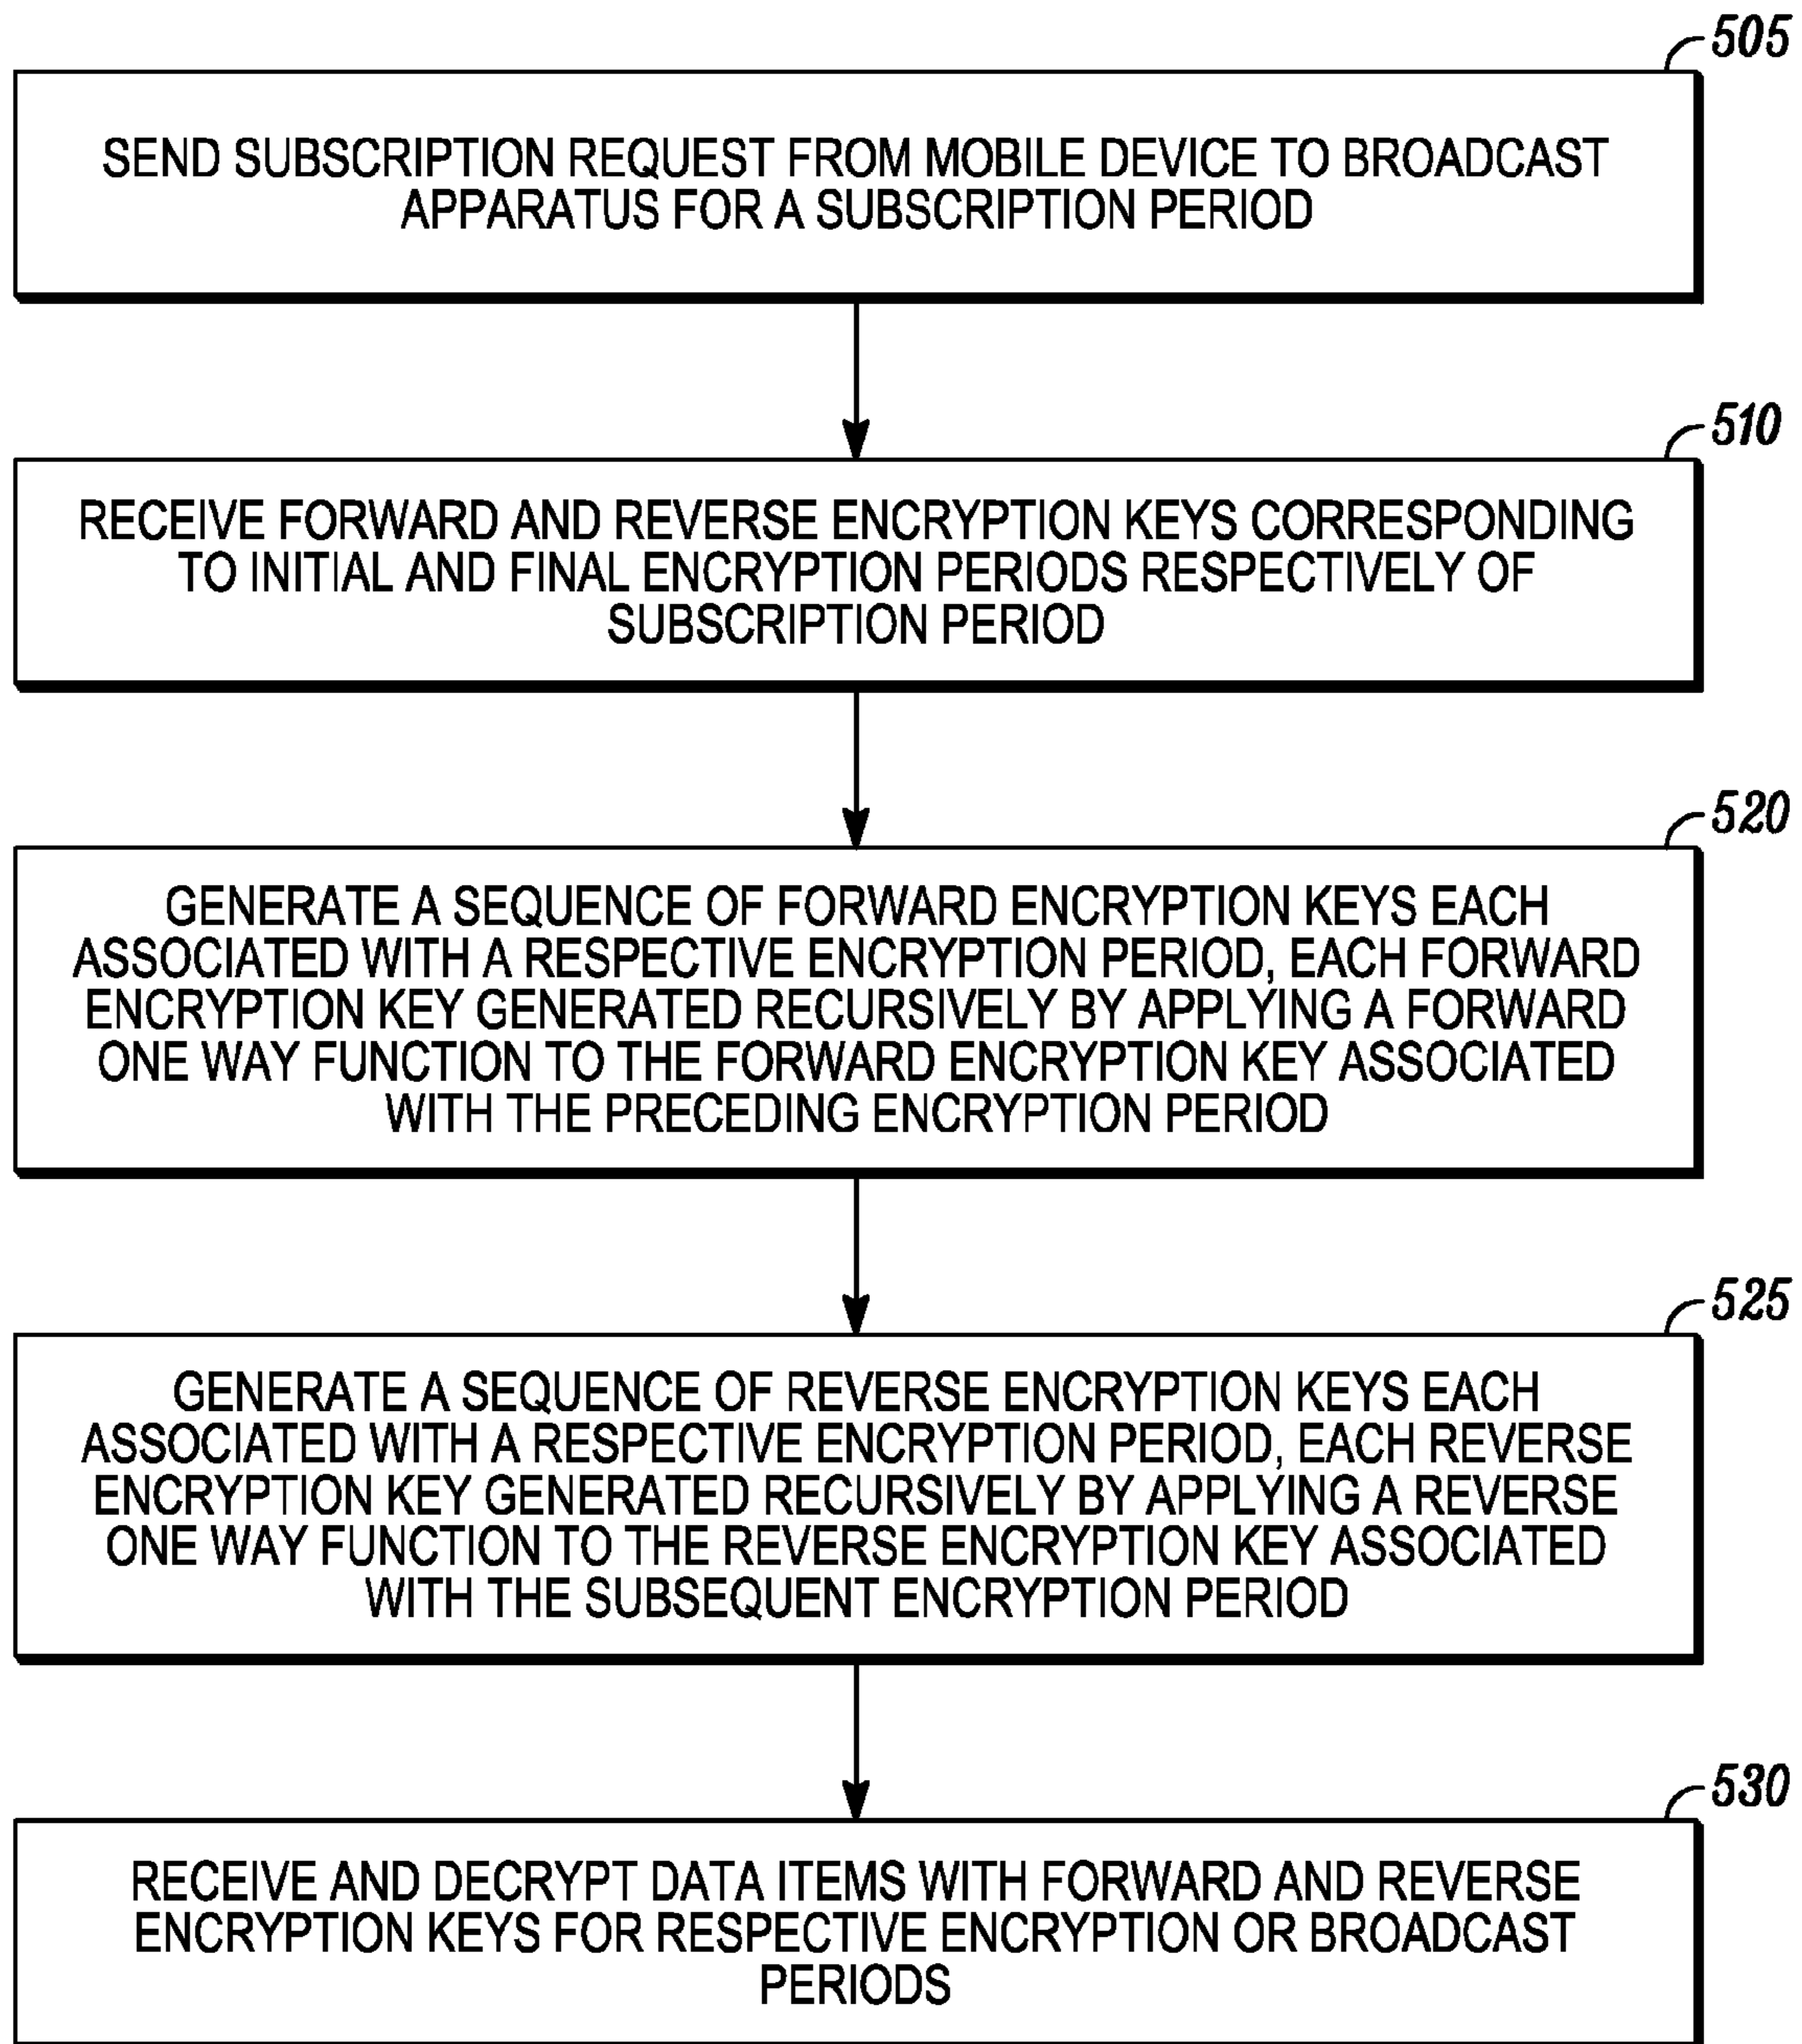 505
SEND SUBSCRIPTION REQUEST FROM MOBILE DEVICE TO BROADCAST
APPARATUS FOR A SUBSCRIPTION PERIOD
510
RECEIVE FORWARD AND REVERSE ENCRYPTION KEYS CORRESPONDING
TO INITIAL AND FINAL ENCRYPTION PERIODS RESPECTIVELY OF
SUBSCRIPTION PERIOD
520
GENERATE A SEQUENCE OF FORWARD ENCRYPTION KEYS EACH
ASSOCIATED WITH A RESPECTIVE ENCRYPTION PERIOD, EACH FORWARD
ENCRYPTION KEY GENERATED RECURSIVELY BY APPLYING A FORWARD
ONE WAY FUNCTION TO THE FORWARD ENCRYPTION KEY ASSOCIATED
WITH THE PRECEDING ENCRYPTION PERIOD
525
GENERATE A SEQUENCE OF REVERSE ENCRYPTION KEYS EACH
ASSOCIATED WITH A RESPECTIVE ENCRYPTION PERIOD, EACH REVERSE
ENCRYPTION KEY GENERATED RECURSIVELY BY APPLYING A REVERSE
ONE WAY FUNCTION TO THE REVERSE ENCRYPTION KEY ASSOCIATED
WITH THE SUBSEQUENT ENCRYPTION PERIOD
530
RECEIVE AND DECRYPT DATA ITEMS WITH FORWARD AND REVERSE
ENCRYPTION KEYS FOR RESPECTIVE ENCRYPTION OR BROADCAST
PERIODS